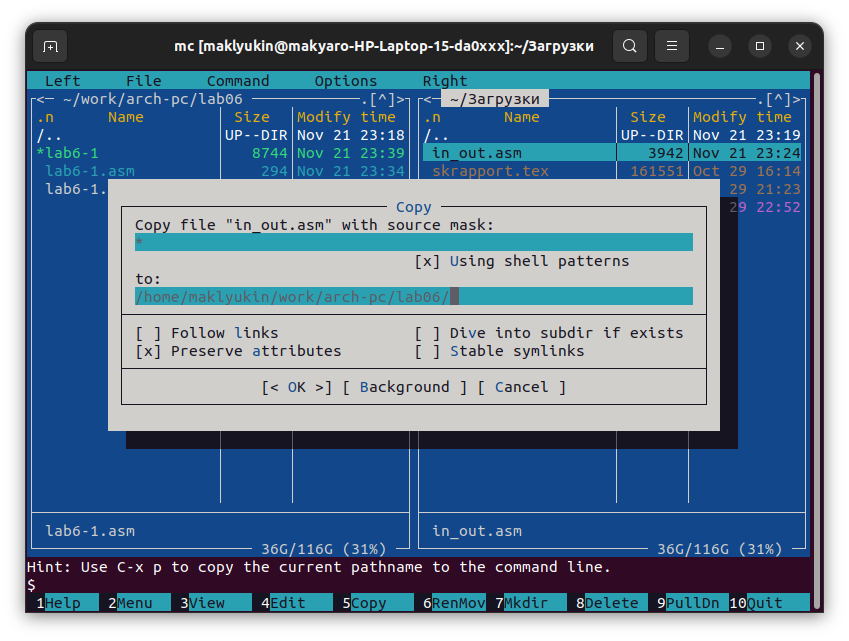 mc [maklyukin@makyaro-HP-Laptop-15-da0xxx]:~/Загрузки
Left File Command Options Right
<─ ~/work/arch-pc/lab06 .[^]> <─ ~/Загрузки .[^]>
.n Name Size Modify time .n Name Size Modify time
/.. UP--DIR Nov 21 23:18 /.. UP--DIR Nov 21 23:19
*lab6-1 8744 Nov 21 23:39 in_out.asm 3942 Nov 21 23:24
lab6-1.asm 294 Nov 21 23:34 skrapport.tex 161551 Oct 29 16:14
lab6-1. 29 21:23
29 22:52
Copy
Copy file "in_out.asm" with source mask:
*
[x] Using shell patterns
to:
/home/maklyukin/work/arch-pc/lab06/
[ ] Follow links [ ] Dive into subdir if exists
[x] Preserve attributes [ ] Stable symlinks
[< OK >] [ Background ] [ Cancel ]
lab6-1.asm in_out.asm
36G/116G (31%) 36G/116G (31%)
Hint: Use C-x p to copy the current pathname to the command line.
$
1Help 2Menu 3View 4Edit 5Copy 6RenMov 7Mkdir 8Delete 9PullDn 10Quit